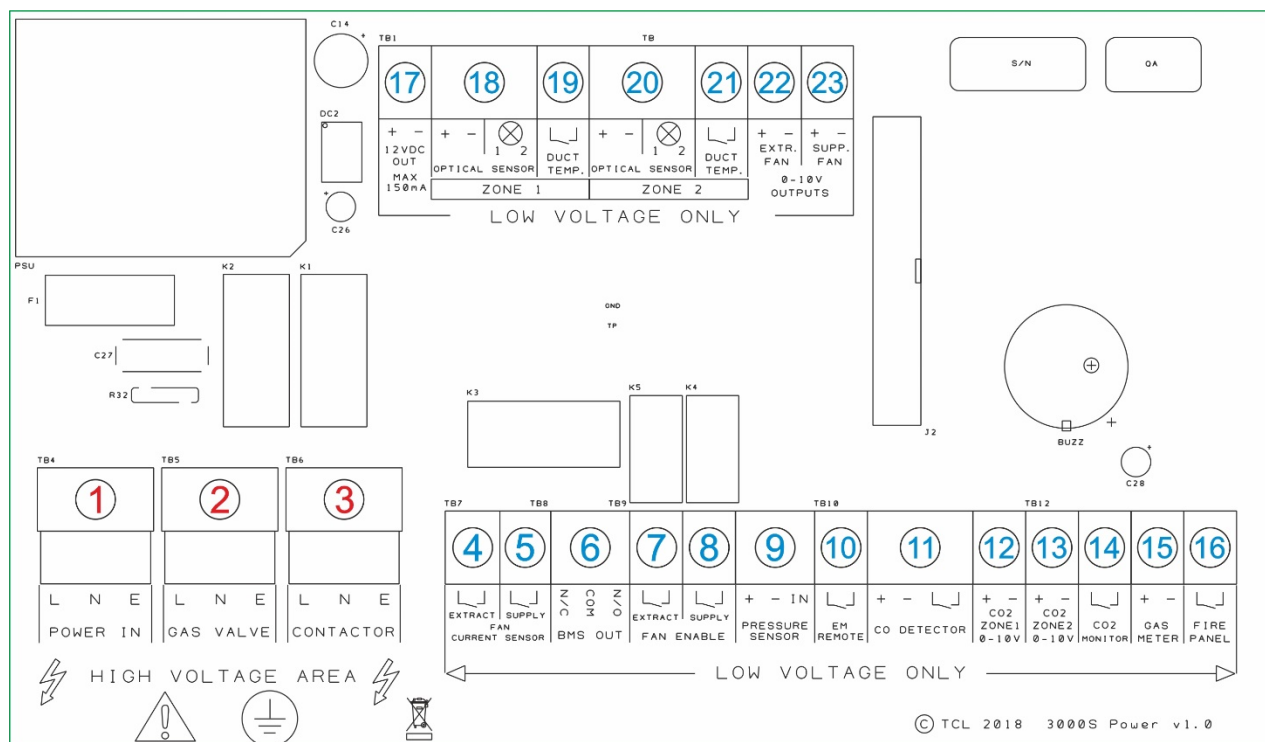 C14
TB1 TB
17 18 19 20 21 22 23
S/N QA
DC2
+ - + - 1 2 + - 1 2 + - + -
12VDC OUT MAX 150mA
OPTICAL SENSOR
DUCT TEMP.
OPTICAL SENSOR
DUCT TEMP.
EXTR. FAN
SUPP. FAN
0-10V OUTPUTS
ZONE 1 ZONE 2
LOW VOLTAGE ONLY
C26
PSU
K2 K1
F1
GND
TP
C27
R32
K3 K5 K4
J2
BUZZ
C28
TB4 TB5 TB6
1 2 3
L N E L N E L N E
POWER IN GAS VALVE CONTACTOR
HIGH VOLTAGE AREA
TB7 TB8 TB9 TB10 TB12
4 5 6 7 8 9 10 11 12 13 14 15 16
EXTRACT SUPPLY
FAN
CURRENT SENSOR
N/C COM N/O
BMS OUT
EXTRACT SUPPLY
FAN ENABLE
+ - IN
PRESSURE SENSOR
EM REMOTE
+ -
CO DETECTOR
+ -
CO2 ZONE1 0-10V
+ -
CO2 ZONE2 0-10V
CO2 MONITOR
+ -
GAS METER
FIRE PANEL
LOW VOLTAGE ONLY
© TCL 2018 3000S Power v1.0